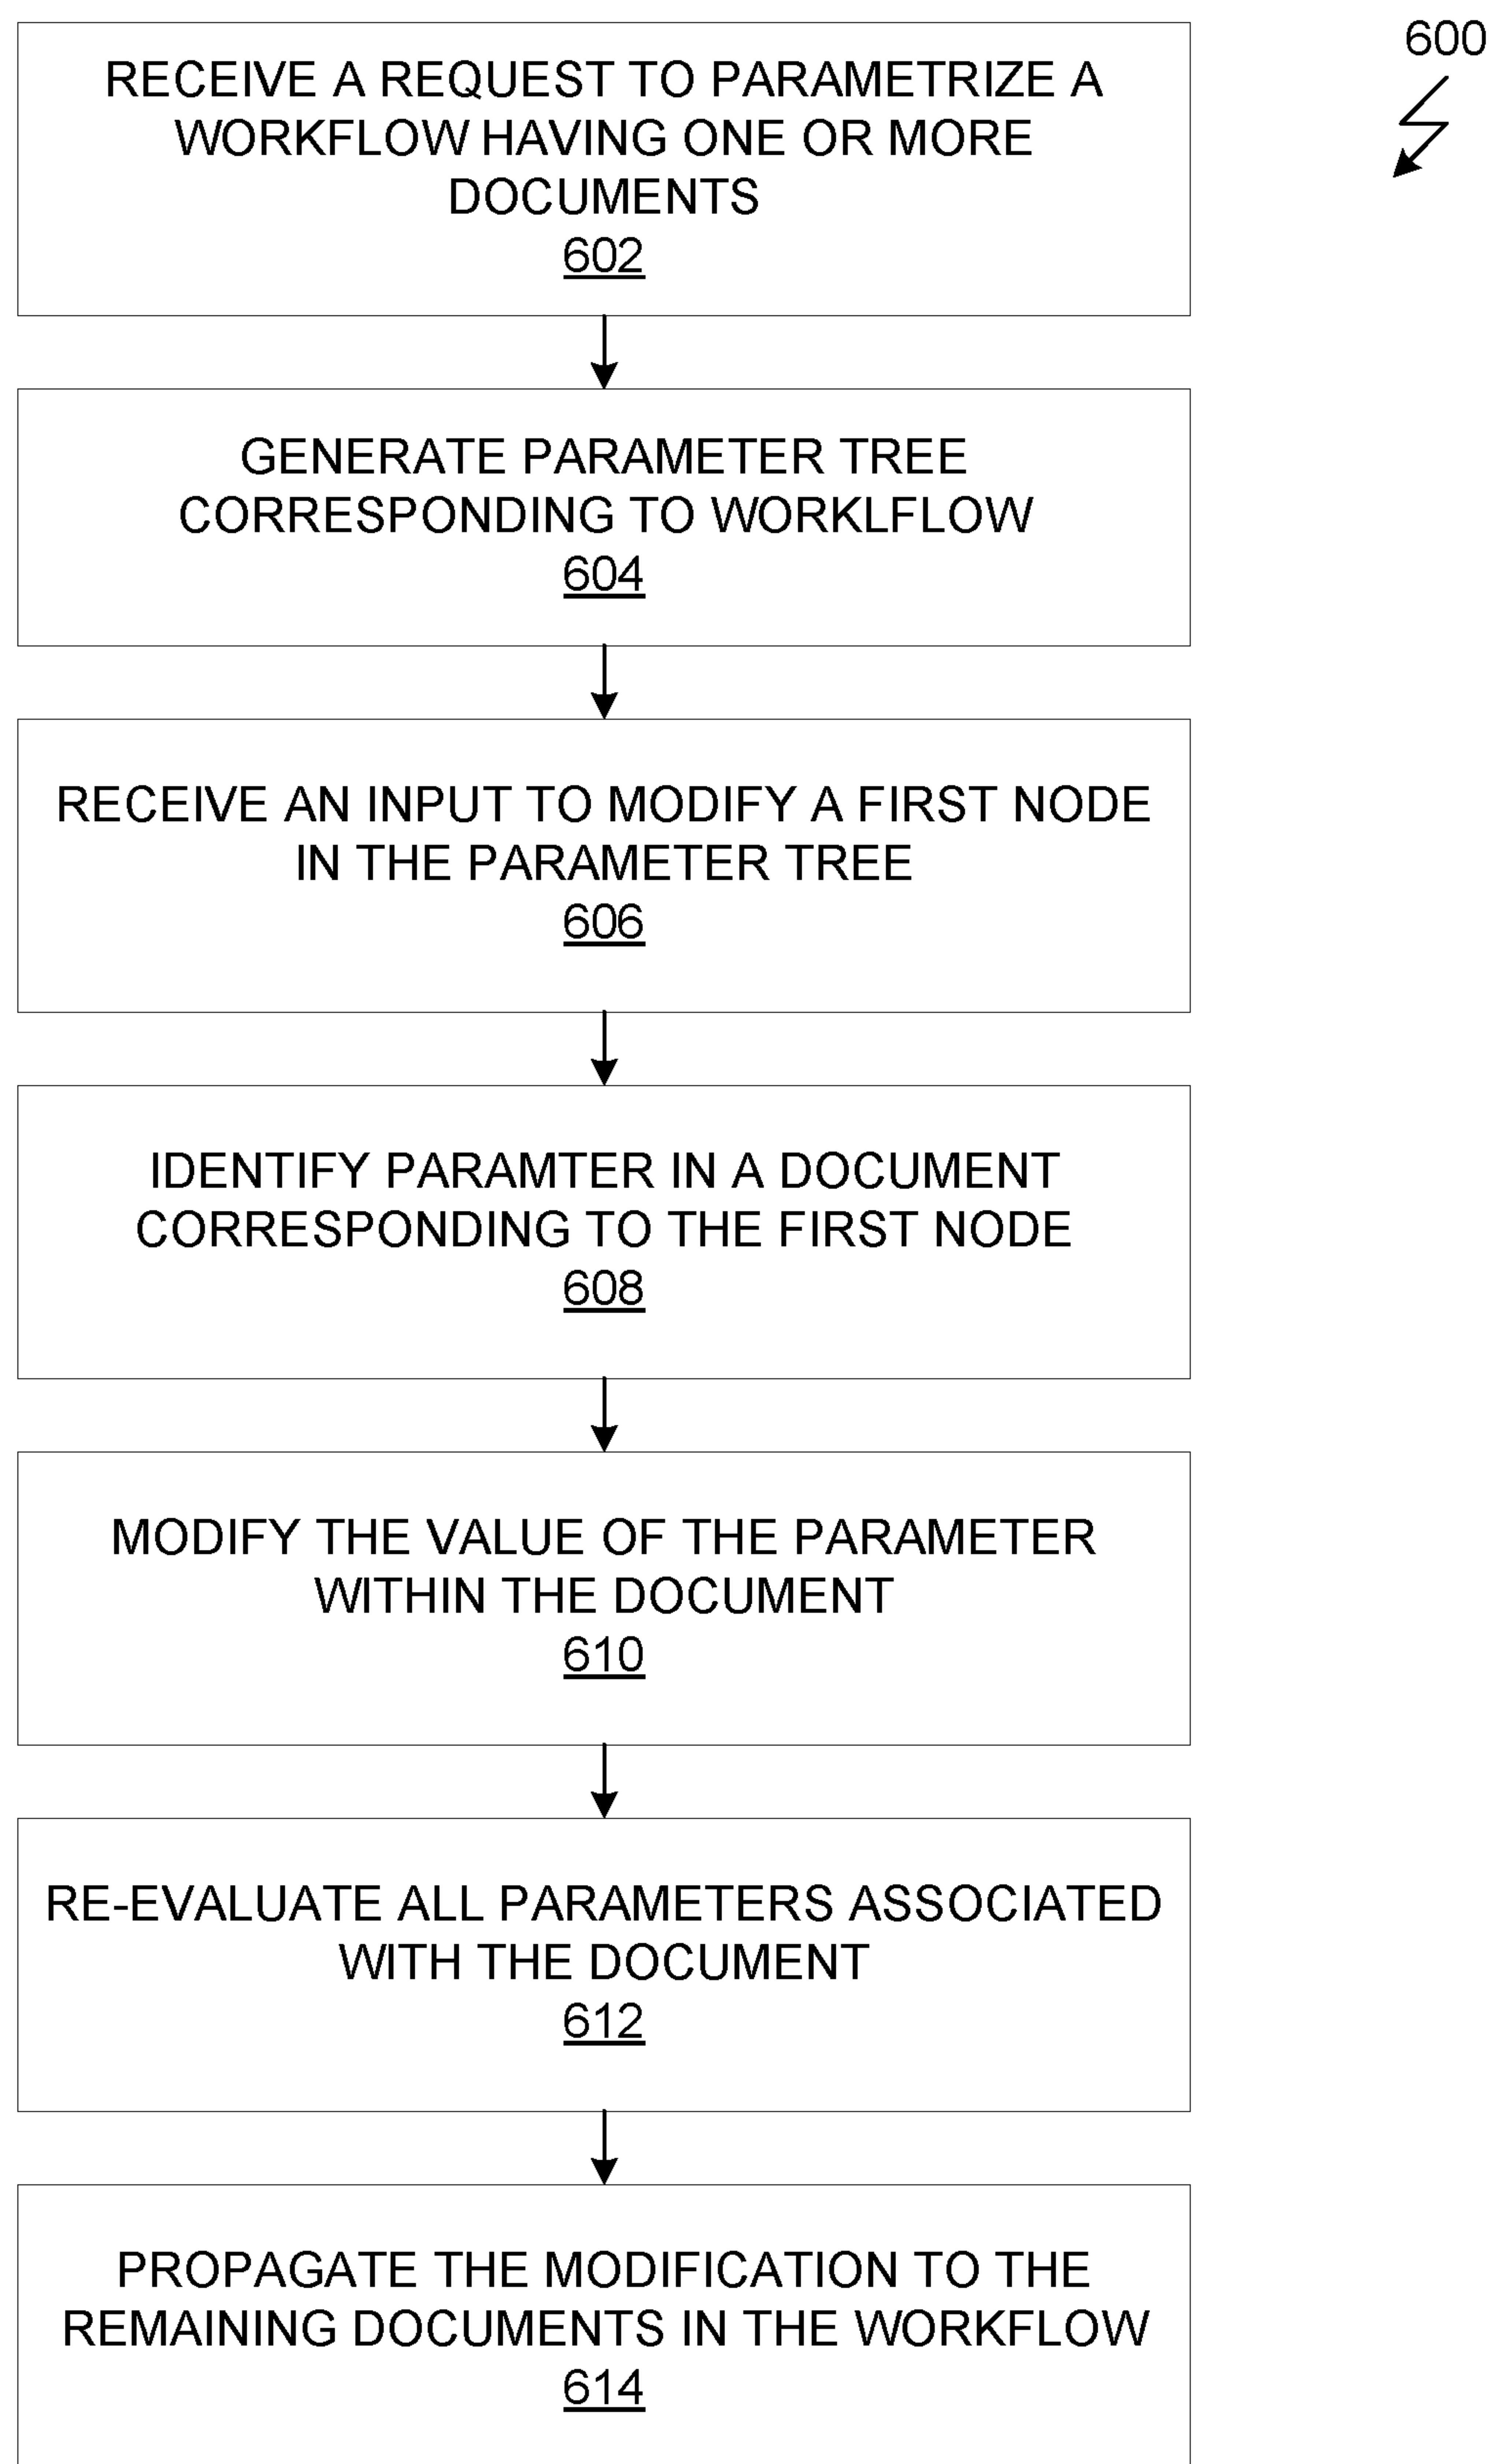 600
RECEIVE A REQUEST TO PARAMETRIZE A
WORKFLOW HAVING ONE OR MORE
DOCUMENTS
602
GENERATE PARAMETER TREE
CORRESPONDING TO WORKLFLOW
604
RECEIVE AN INPUT TO MODIFY A FIRST NODE
IN THE PARAMETER TREE
606
IDENTIFY PARAMTER IN A DOCUMENT
CORRESPONDING TO THE FIRST NODE
608
MODIFY THE VALUE OF THE PARAMETER
WITHIN THE DOCUMENT
610
RE-EVALUATE ALL PARAMETERS ASSOCIATED
WITH THE DOCUMENT
612
PROPAGATE THE MODIFICATION TO THE
REMAINING DOCUMENTS IN THE WORKFLOW
614